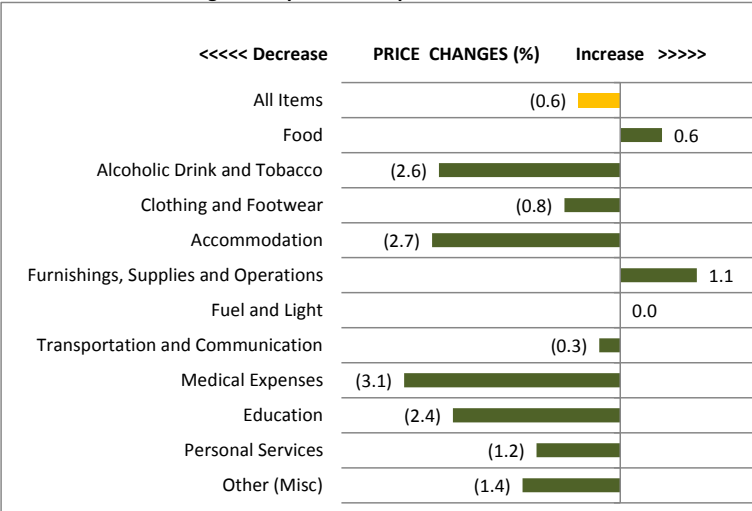 <<<<< Decrease PRICE CHANGES (%) Increase >>>>>
All Items (0.6)
Food 0.6
Alcoholic Drink and Tobacco (2.6)
Clothing and Footwear (0.8)
Accommodation (2.7)
Furnishings, Supplies and Operations 1.1
Fuel and Light 0.0
Transportation and Communication (0.3)
Medical Expenses (3.1)
Education (2.4)
Personal Services (1.2)
Other (Misc) (1.4)